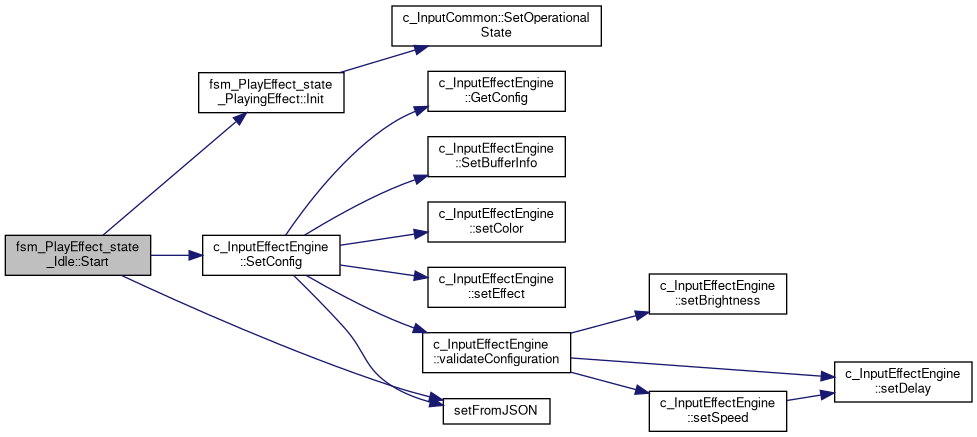 c_InputCommon::SetOperational
State
fsm_PlayEffect_state
_PlayingEffect::Init
c_InputEffectEngine
::GetConfig
c_InputEffectEngine
::SetBufferInfo
c_InputEffectEngine
::setColor
fsm_PlayEffect_state
_Idle::Start
c_InputEffectEngine
::SetConfig
c_InputEffectEngine
::setEffect
c_InputEffectEngine
::setBrightness
c_InputEffectEngine
::validateConfiguration
c_InputEffectEngine
::setDelay
setFromJSON
c_InputEffectEngine
::setSpeed